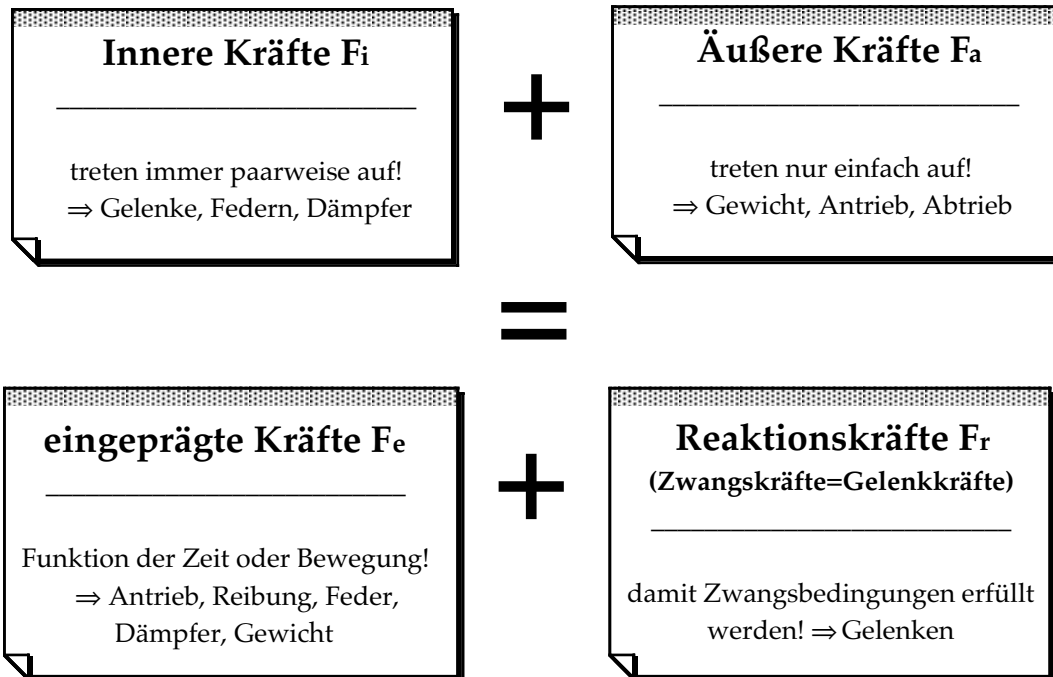 Innere Kräfte Fi
treten immer paarweise auf!
⇒ Gelenke, Federn, Dämpfer
+
Äußere Kräfte Fa
treten nur einfach auf!
⇒ Gewicht, Antrieb, Abtrieb
=
eingeprägte Kräfte Fe
Funktion der Zeit oder Bewegung!
⇒ Antrieb, Reibung, Feder,
Dämpfer, Gewicht
+
Reaktionskräfte Fr
(Zwangskräfte=Gelenkkräfte)
damit Zwangsbedingungen erfüllt
werden! ⇒ Gelenken